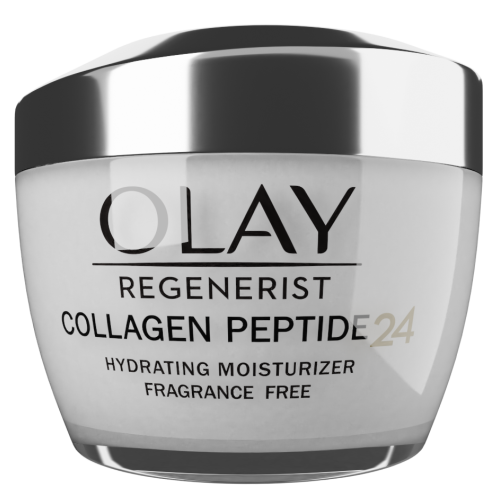 OLAY
REGENERIST
COLLAGEN PEPTIDE24
HYDRATING MOISTURIZER
FRAGRANCE FREE